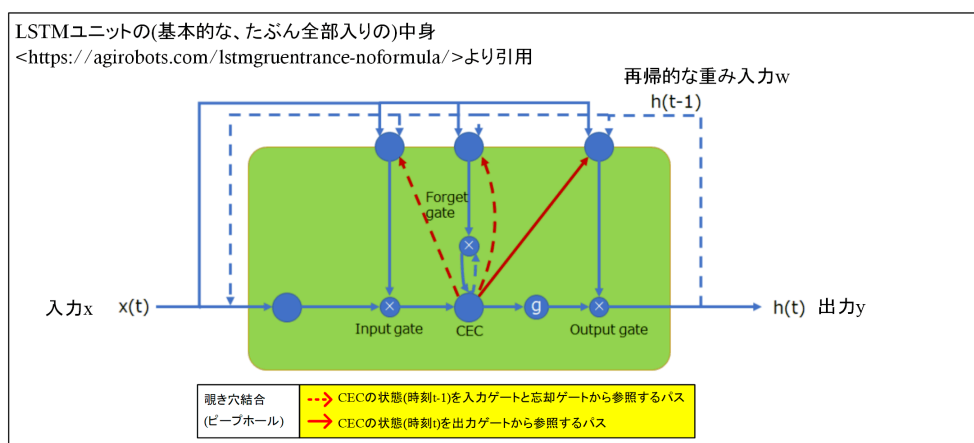 LSTMユニットの(基本的な、たぶん全部入りの)中身
<https://agirobots.com/lstmgruentrance-noformula/>より引用
再帰的な重み入力w
h(t-1)
Forget
gate
×
入力x
x(t)
×
g
×
h(t)
出力y
Input gate
CEC
Output gate
覗き穴結合
(ピープホール)
CECの状態(時刻t-1)を入力ゲートと忘却ゲートから参照するパス
CECの状態(時刻t)を出力ゲートから参照するパス